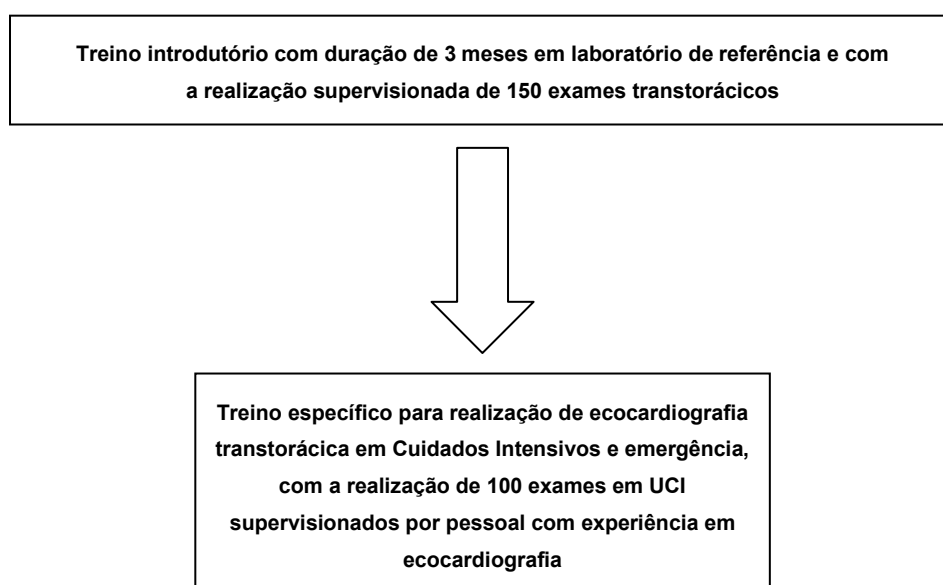 Treino introdutório com duração de 3 meses em laboratório de referência e com
a realização supervisionada de 150 exames transtorácicos
Treino específico para realização de ecocardiografia
transtorácica em Cuidados Intensivos e emergência,
com a realização de 100 exames em UCI
supervisionados por pessoal com experiência em
ecocardiografia